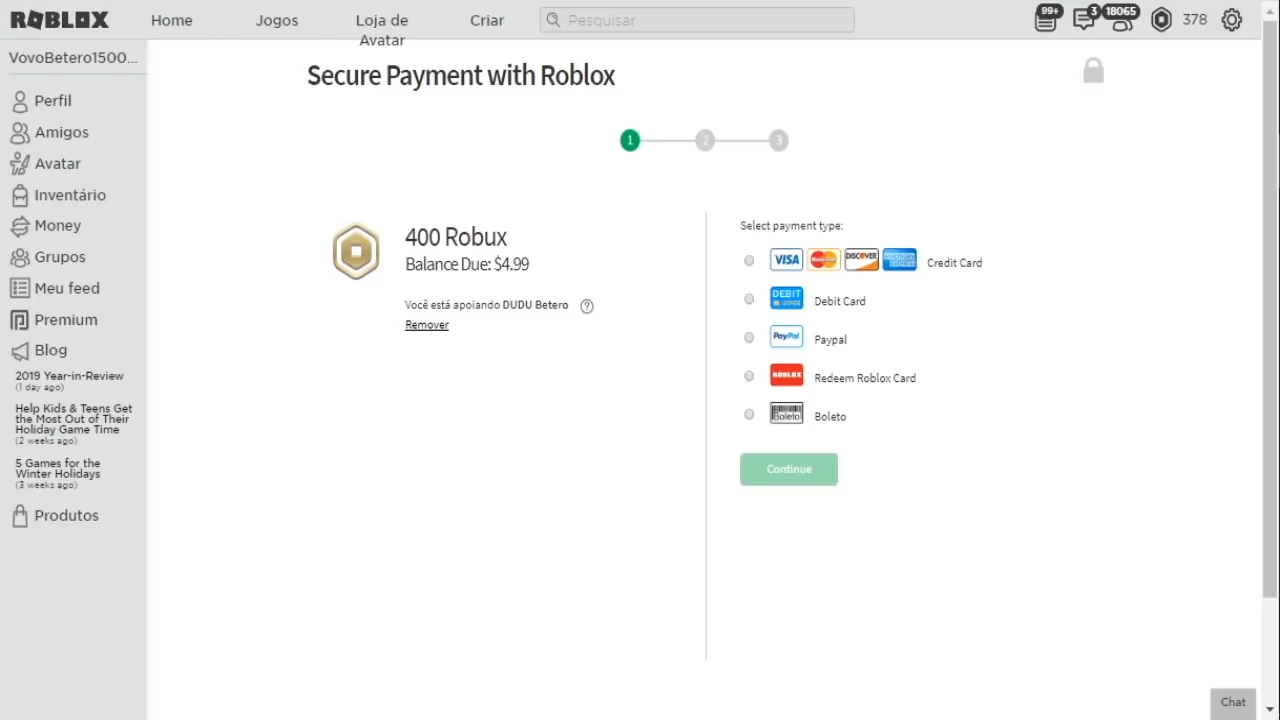 ROBLOX
Home
Jogos
Loja de
Avatar
Criar
Pesquisar
99+
3
18065
378
VovoBetero1500...
Perfil
Amigos
Avatar
Inventário
Money
Grupos
Meu feed
Premium
Blog
2019 Year-in-Review
(1 day ago)
Help Kids & Teens Get
the Most Out of Their
Holiday Game Time
(2 weeks ago)
5 Games for the
Winter Holidays
(3 weeks ago)
Produtos
Secure Payment with Roblox
1
2
3
400 Robux
Balance Due: $4.99
Você está apoiando DUDU Betero ?
Remover
Select payment type:
VISA MasterCard DISCOVER AMERICAN EXPRESS Credit Card
DEBIT Debit Card
PayPal Paypal
ROBLOX Redeem Roblox Card
Boleto Boleto
Continue
Chat